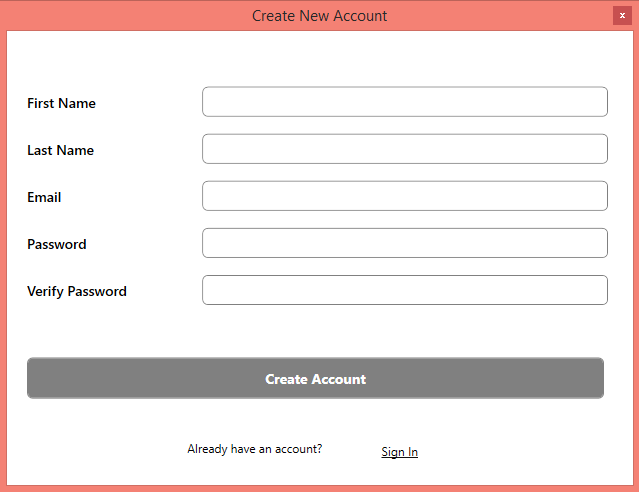 Create New Account
x
First Name
Last Name
Email
Password
Verify Password
Create Account
Already have an account? Sign In